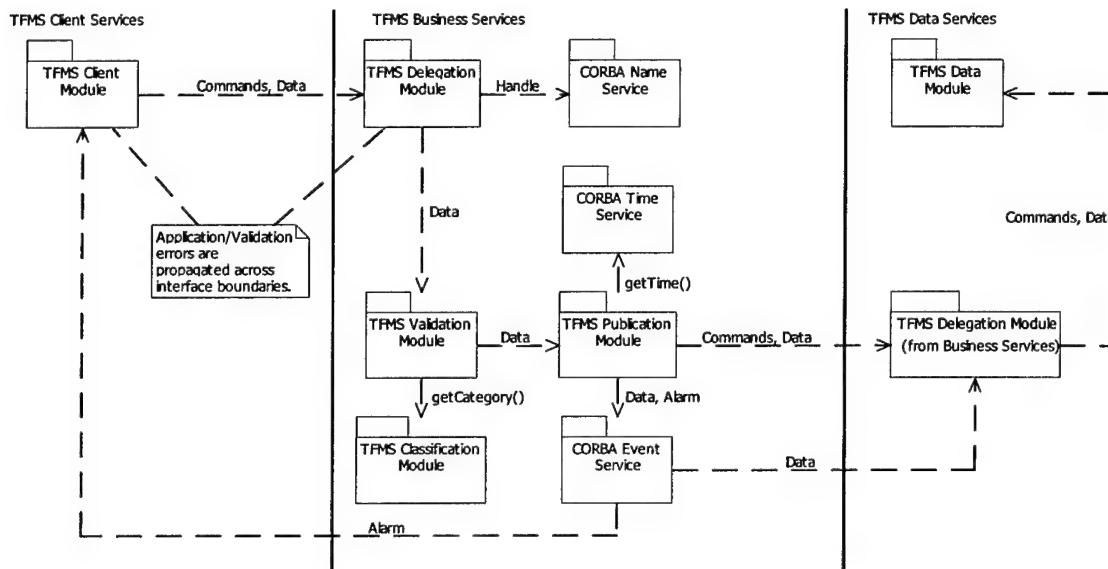 TFMS Client Services
TFMS Business Services
TFMS Data Services
TFMS Client
Module
Commands, Data
TFMS Delegation
Module
Handle
CORBA Name
Service
TFMS Data
Module
Data
CORBA Time
Service
Commands, Dat
Application/Validation
errors are
propagated across
interface boundaries.
getTime()
TFMS Validation
Module
Data
TFMS Publication
Module
Commands, Data
TFMS Delegation Module
(from Business Services)
getCategory()
Data, Alarm
TFMS Classification
Module
CORBA Event
Service
Data
Alarm